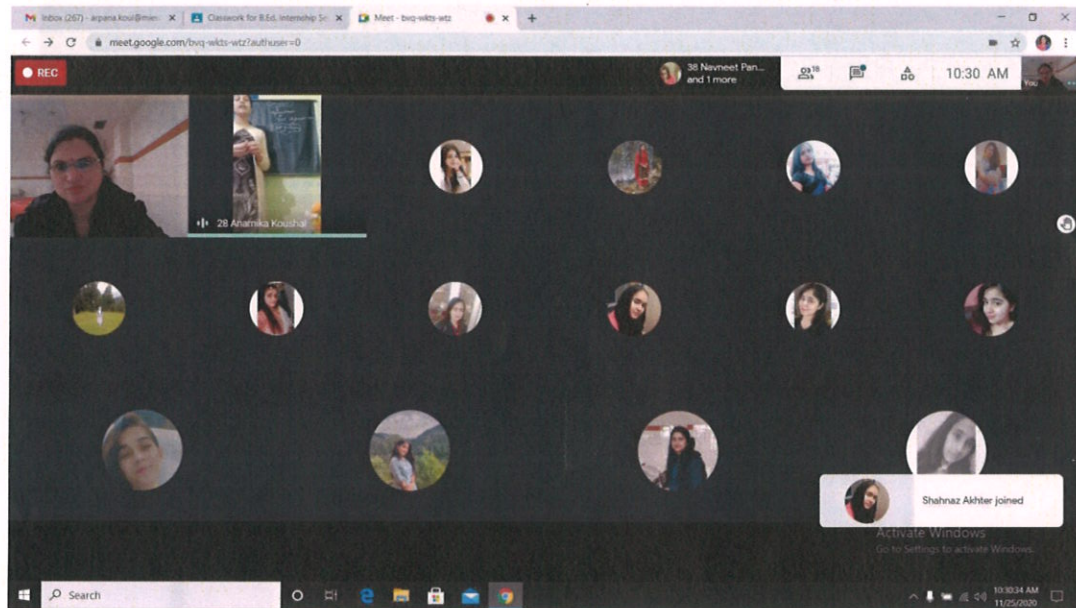 Inbox (267) - arpana.koul@mier
Classwork for B.Ed. Internship Se
Meet - bvq-wkts-wtz
meet.google.com/bvq-wkts-wtz?authuser=0
REC
38 Navneet Pan...
and 1 more
18
10:30 AM
You
28 Anamika Koushal
Shahnaz Akhter joined
Activate Windows
Go to Settings to activate Windows.
Search
10:30:34 AM
11/25/2020